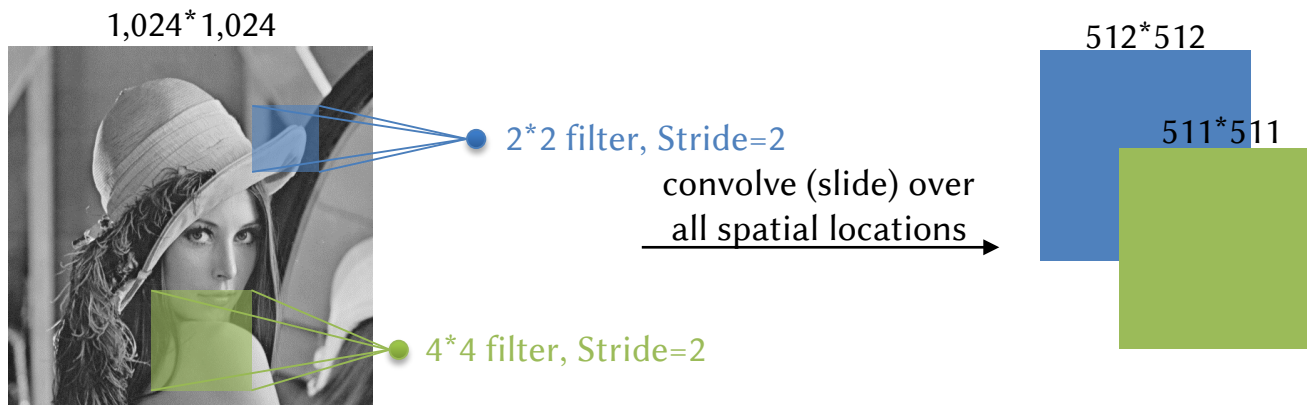 1,024*1,024
2*2 filter, Stride=2
4*4 filter, Stride=2
convolve (slide) over
all spatial locations
512*512
511*511